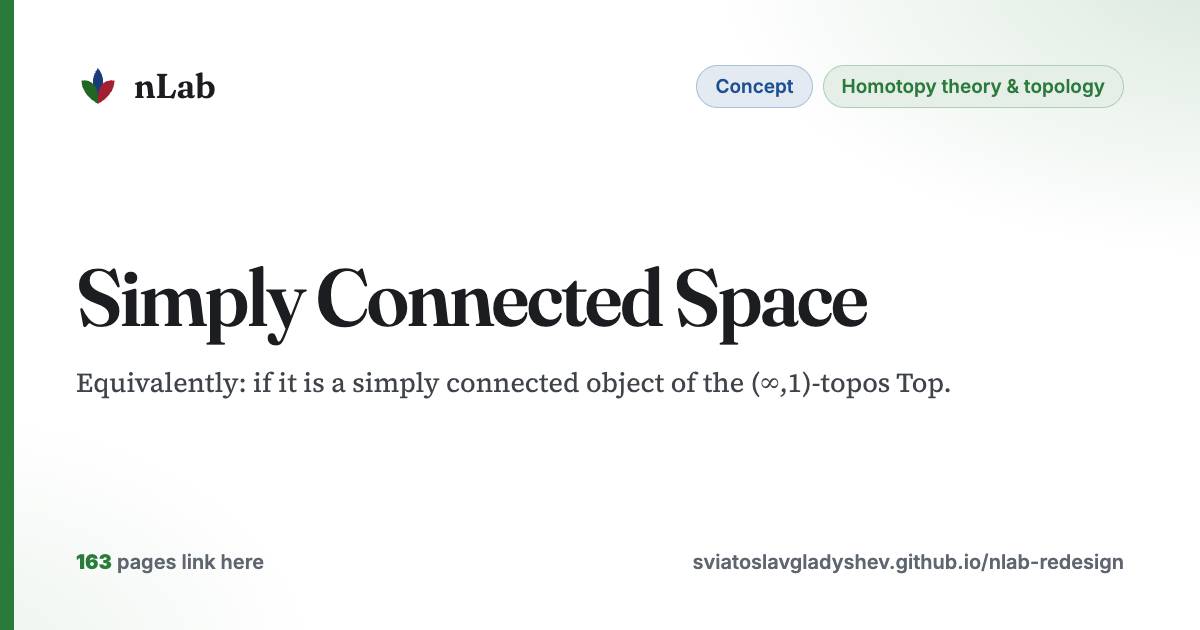 nLab
Concept
Homotopy theory & topology
Simply Connected Space
Equivalently: if it is a simply connected object of the (∞,1)-topos Top.
163 pages link here
sviatoslavgladyshev.github.io/nlab-redesign